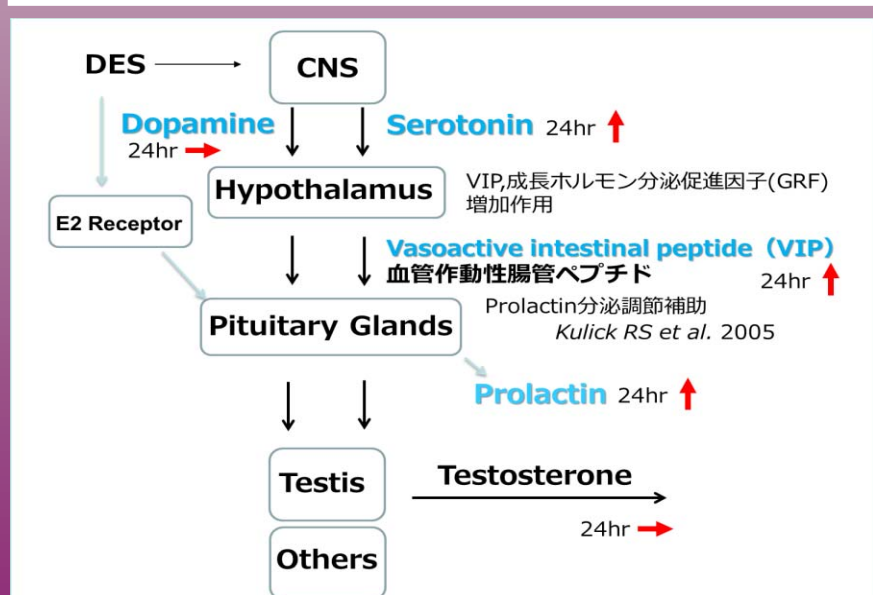 DES
CNS
Dopamine
24hr
Serotonin 24hr
Hypothalamus
VIP,成長ホルモン分泌促進因子(GRF)
増加作用
E2 Receptor
Vasoactive intestinal peptide（VIP）
血管作動性腸管ペプチド
24hr
Pituitary Glands
Prolactin分泌調節補助
Kulick RS et al. 2005
Prolactin 24hr
Testis
Testosterone
24hr
Others